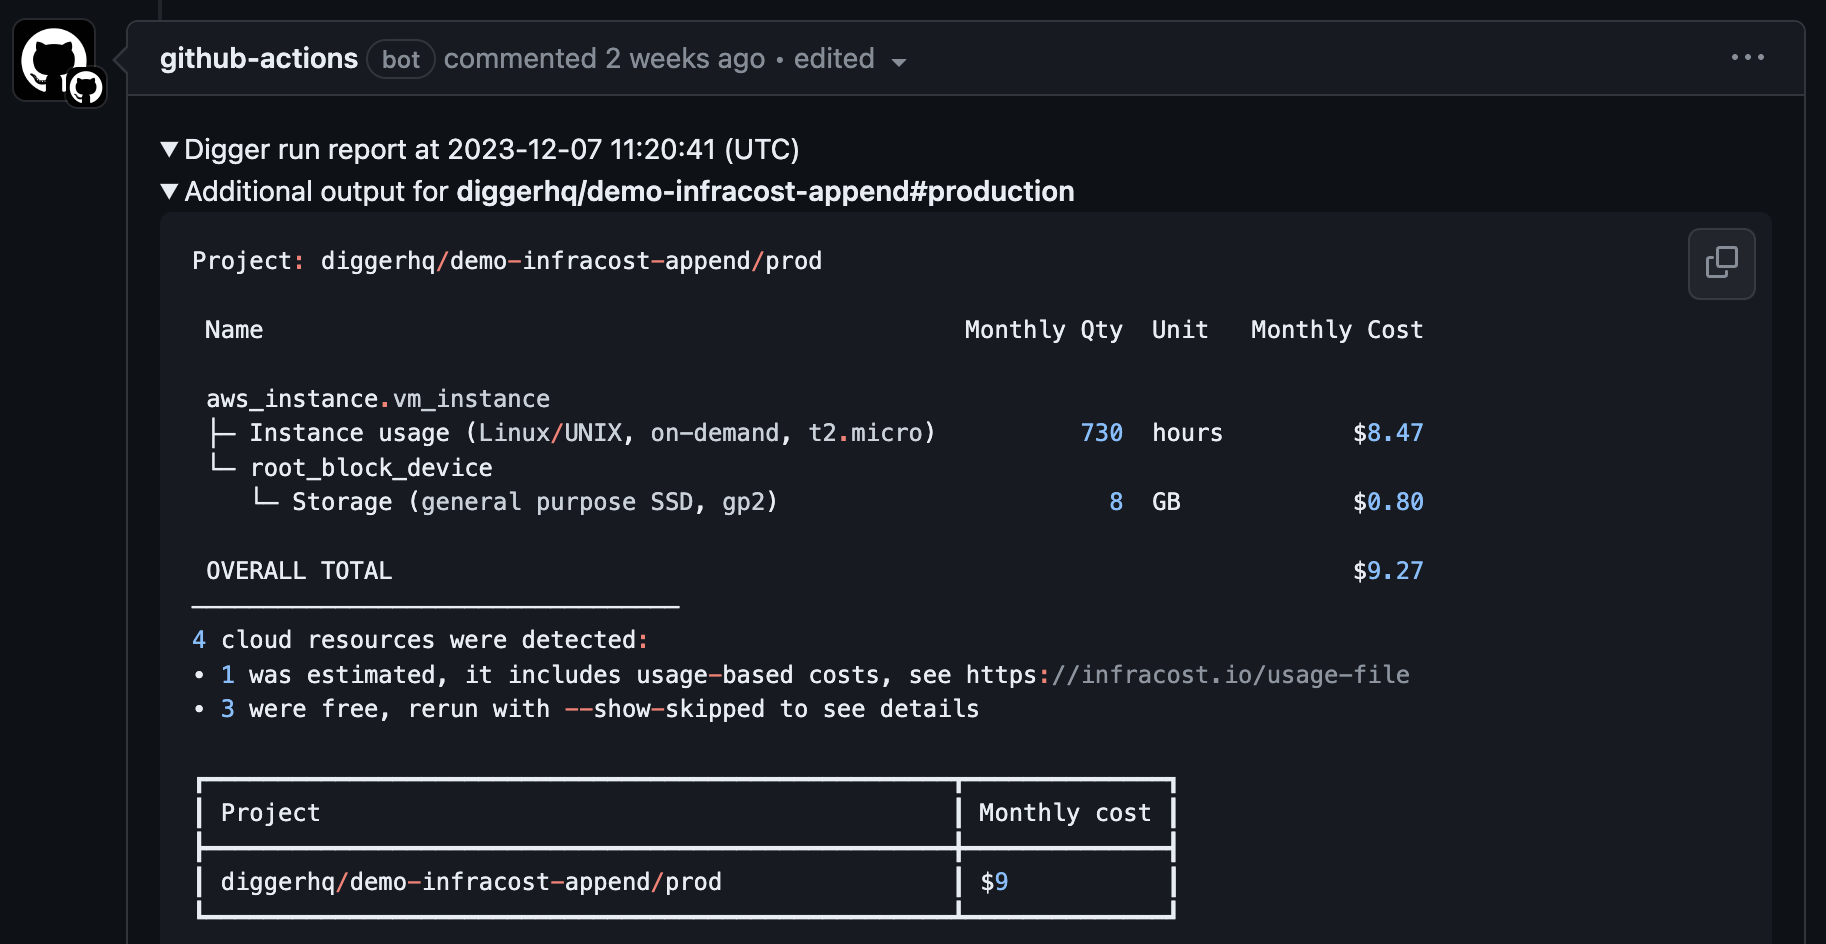 github-actions bot commented 2 weeks ago • edited
▼ Digger run report at 2023-12-07 11:20:41 (UTC)
▼ Additional output for diggerhq/demo-infracost-append#production
Project: diggerhq/demo-infracost-append/prod
Name Monthly Qty Unit Monthly Cost
aws_instance.vm_instance
├─ Instance usage (Linux/UNIX, on-demand, t2.micro) 730 hours $8.47
└─ root_block_device
└─ Storage (general purpose SSD, gp2) 8 GB $0.80
OVERALL TOTAL $9.27
──────────────────────────────────
4 cloud resources were detected:
• 1 was estimated, it includes usage-based costs, see https://infracost.io/usage-file
• 3 were free, rerun with --show-skipped to see details
Project Monthly cost
diggerhq/demo-infracost-append/prod $9